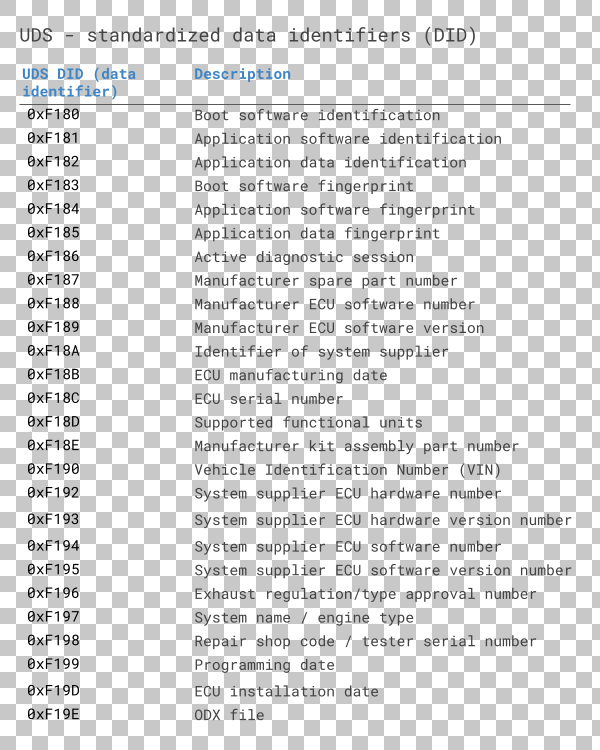 UDS - standardized data identifiers (DID)
UDS DID (data identifier) Description
0xF180 Boot software identification
0xF181 Application software identification
0xF182 Application data identification
0xF183 Boot software fingerprint
0xF184 Application software fingerprint
0xF185 Application data fingerprint
0xF186 Active diagnostic session
0xF187 Manufacturer spare part number
0xF188 Manufacturer ECU software number
0xF189 Manufacturer ECU software version
0xF18A Identifier of system supplier
0xF18B ECU manufacturing date
0xF18C ECU serial number
0xF18D Supported functional units
0xF18E Manufacturer kit assembly part number
0xF190 Vehicle Identification Number (VIN)
0xF192 System supplier ECU hardware number
0xF193 System supplier ECU hardware version number
0xF194 System supplier ECU software number
0xF195 System supplier ECU software version number
0xF196 Exhaust regulation/type approval number
0xF197 System name / engine type
0xF198 Repair shop code / tester serial number
0xF199 Programming date
0xF19D ECU installation date
0xF19E ODX file